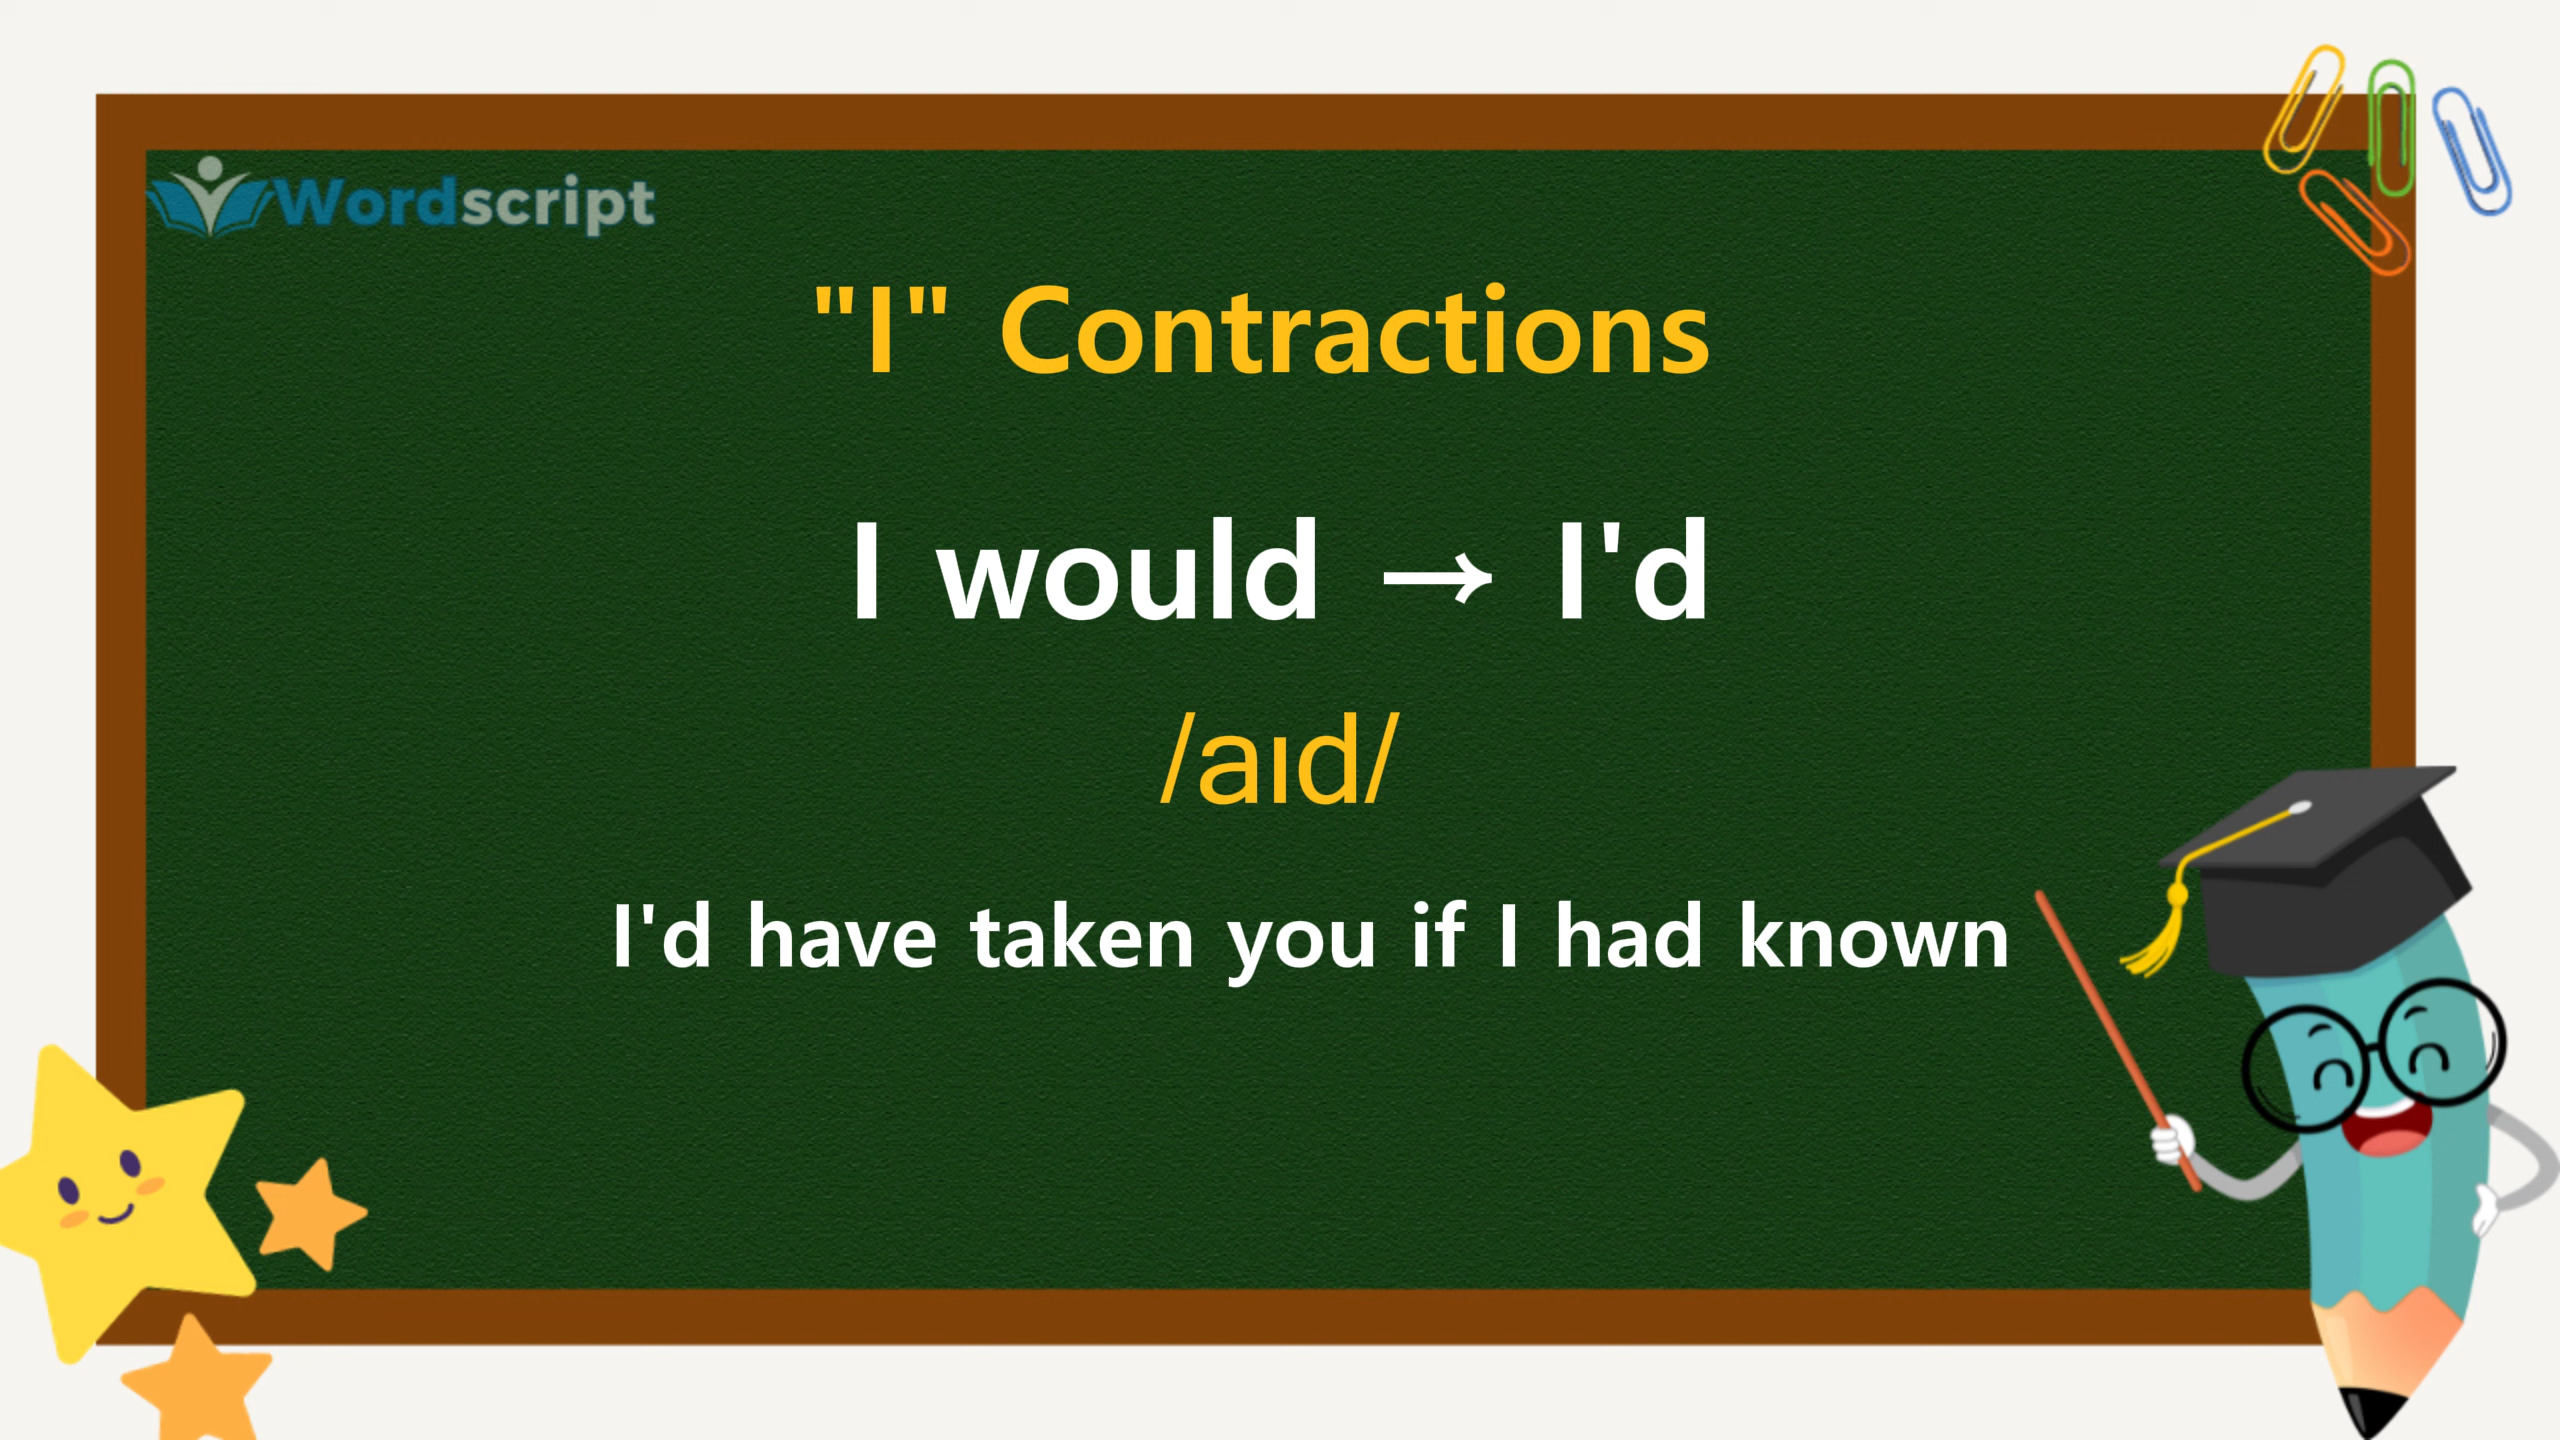 Wordscript
"I" Contractions
I would → I'd
/aɪd/
I'd have taken you if I had known